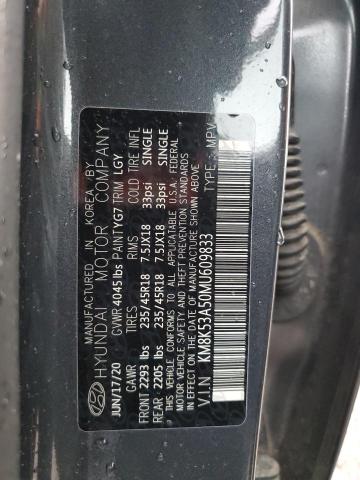 MANUFACTURED IN KOREA BY
HYUNDAI MOTOR COMPANY
JUN/17/20 GVWR 4045 lbs PAINT YG7 TRIM LGY
GAWR TIRES RIMS COLD TIRE INFL
FRONT 2293 lbs 235/45R18 7.5JX18 33psi SINGLE
REAR 2205 lbs 235/45R18 7.5JX18 33psi SINGLE
THIS VEHICLE CONFORMS TO ALL APPLICABLE U.S.A. FEDERAL
MOTOR VEHICLE SAFETY AND THEFT PREVENTION STANDARDS
IN EFFECT ON THE DATE OF MANUFACTURE SHOWN ABOVE.
VIN KM8K53A50MU609833 TYPE : MPV